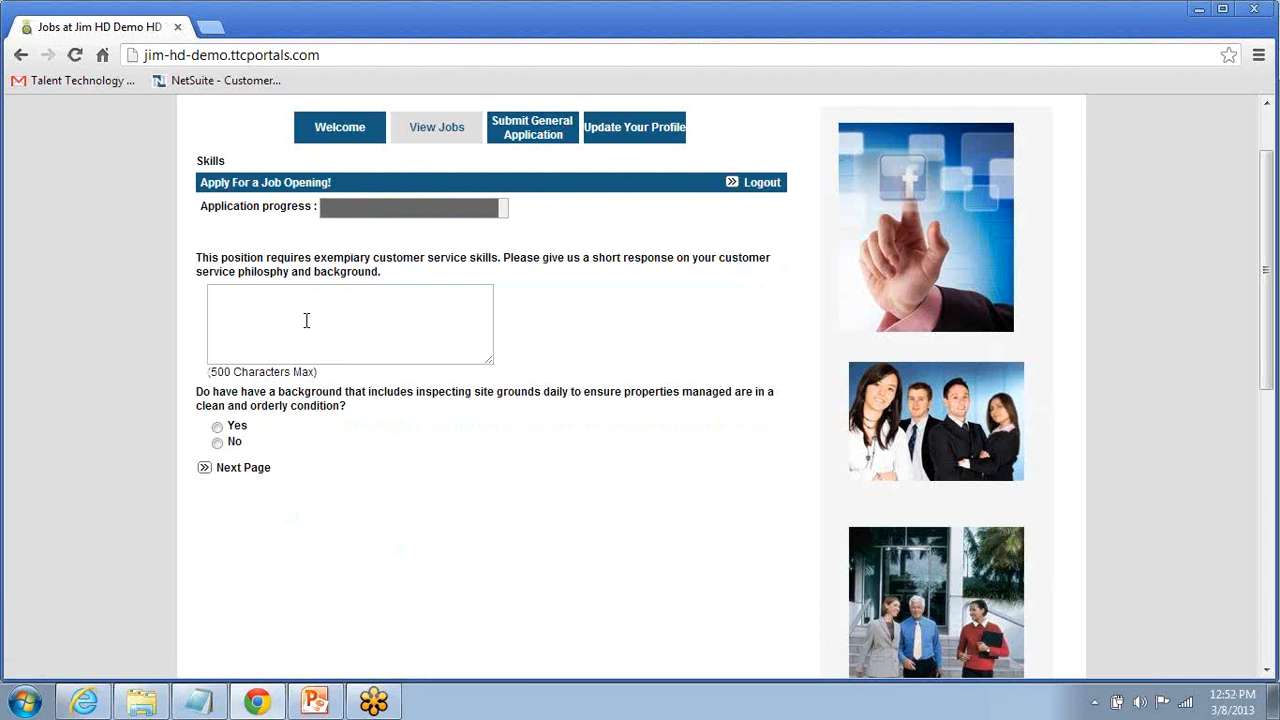 Jobs at Jim HD Demo HD
jim-hd-demo.ttcportals.com
Talent Technology ...
NetSuite - Customer...
Welcome
View Jobs
Submit General
Application
Update Your Profile
Skills
Apply For a Job Opening!
Logout
Application progress :
This position requires exemplary customer service skills. Please give us a short response on your customer
service philosphy and background.
(500 Characters Max)
Do have have a background that includes inspecting site grounds daily to ensure properties managed are in a
clean and orderly condition?
Yes
No
Next Page
12:52 PM
3/8/2013